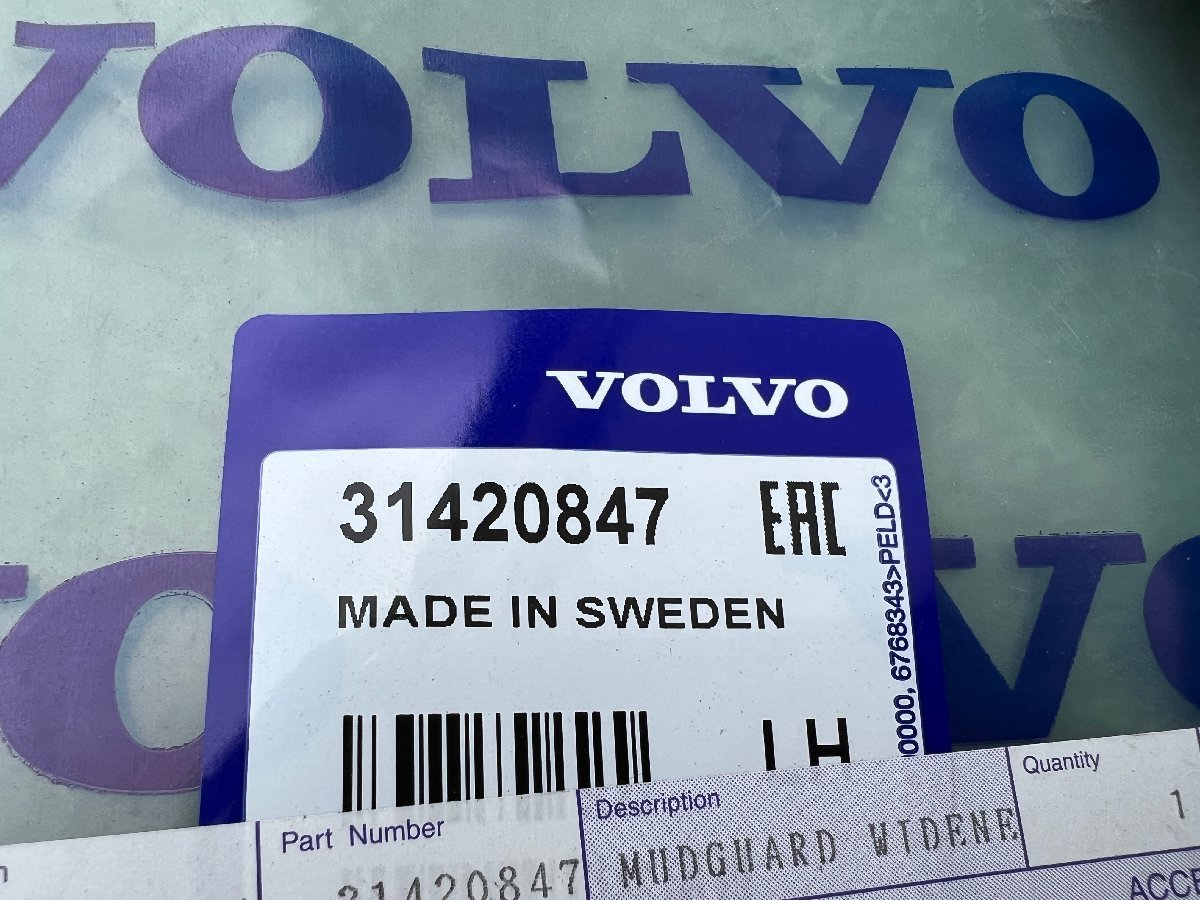 VOLVO
VOLVO
31420847
EAC
MADE IN SWEDEN
0000, 6768343>PELD<3
LH
Part Number
31420847
Description
MUDGUARD WIDENE
Quantity
1